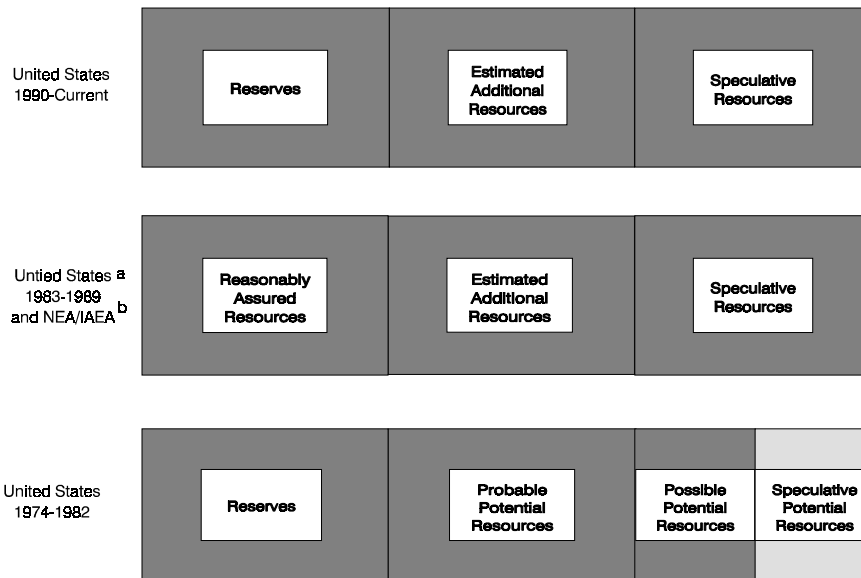 United States
1990-Current
Reserves
Estimated
Additional
Resources
Speculative
Resources
Untied States a
1983-1989
and NEA/IAEA b
Reasonably
Assured
Resources
Estimated
Additional
Resources
Speculative
Resources
United States
1974-1982
Reserves
Probable
Potential
Resources
Possible
Potential
Resources
Speculative
Potential
Resources